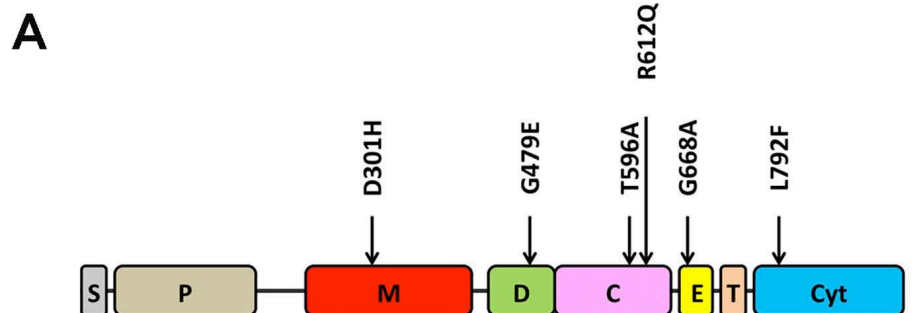 A
D301H
G479E
T596A
R612Q
G668A
L792F
S P M D C E T Cyt